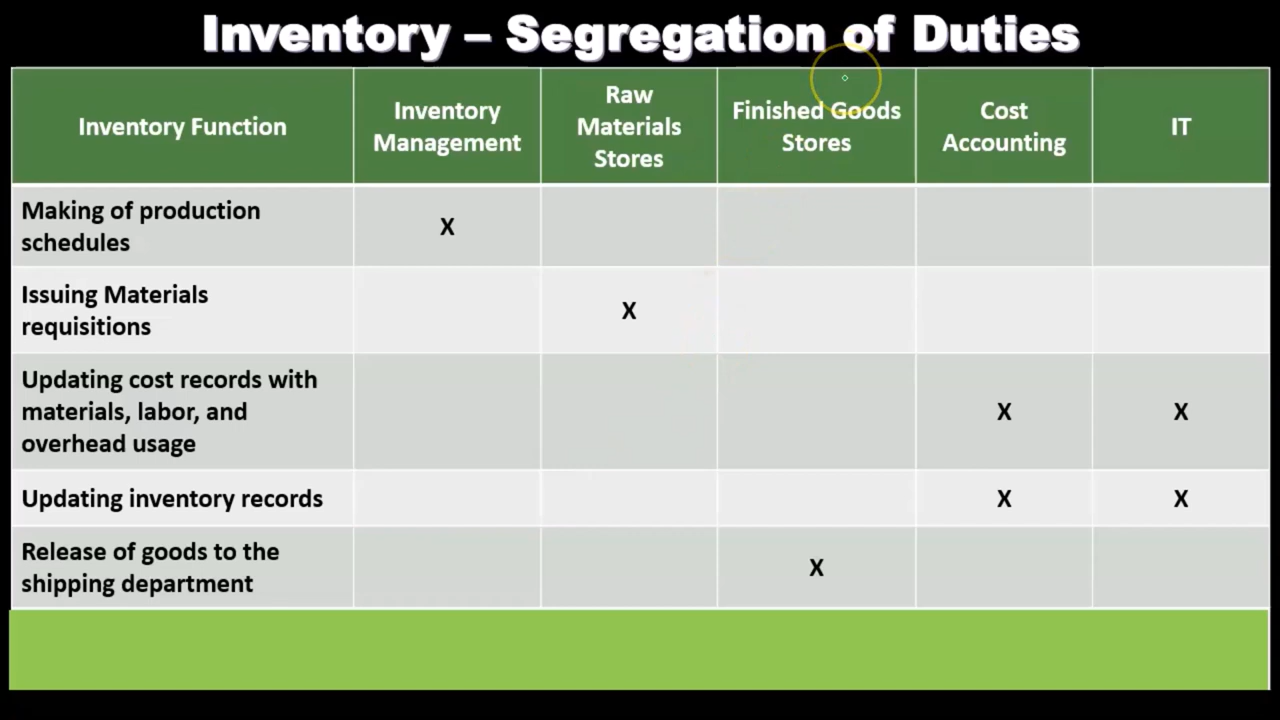 Inventory – Segregation of Duties
Inventory Function
Inventory
Management
Raw
Materials
Stores
Finished Goods
Stores
Cost
Accounting
IT
Making of production
schedules
X
Issuing Materials
requisitions
X
Updating cost records with
materials, labor, and
overhead usage
X
X
Updating inventory records
X
X
Release of goods to the
shipping department
X